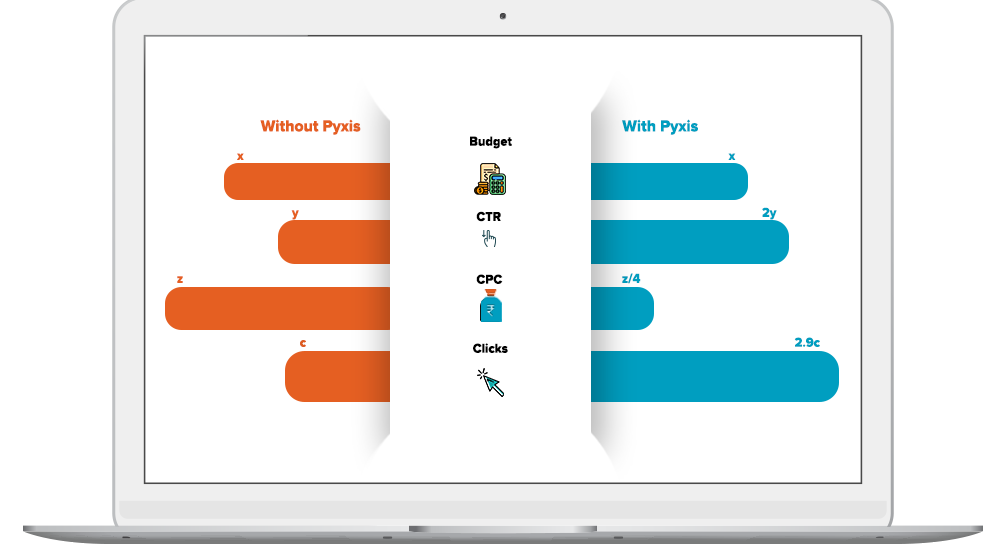 Without Pyxis
With Pyxis
Budget
x
x
CTR
y
2y
CPC
z
z/4
Clicks
c
2.9c